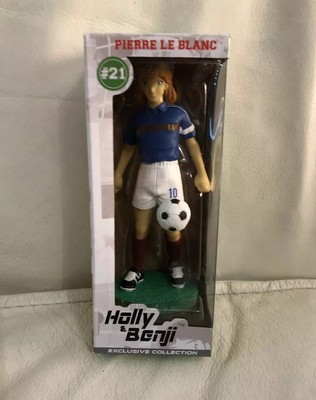 PIERRE LE BLANC
#21
10
Holly
& Benji
EXCLUSIVE COLLECTION